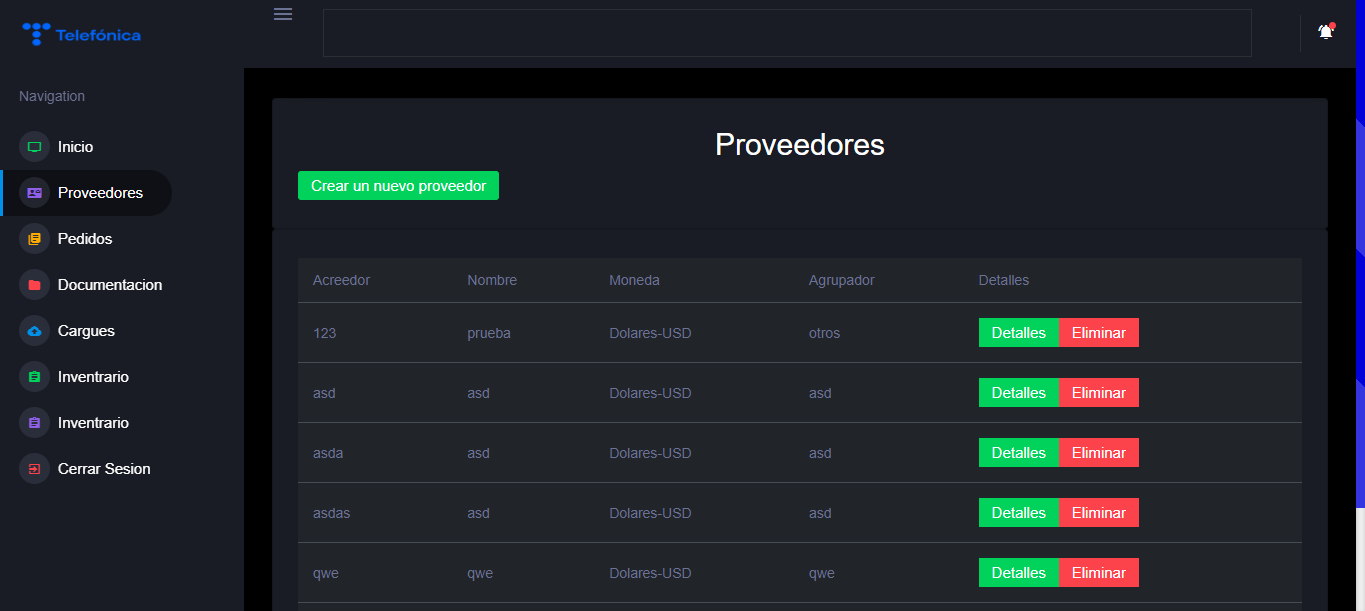 Telefónica
Navigation
Inicio
Proveedores
Pedidos
Documentacion
Cargues
Inventrario
Inventrario
Cerrar Sesion
Proveedores
Crear un nuevo proveedor
Acreedor Nombre Moneda Agrupador Detalles
123 prueba Dolares-USD otros Detalles Eliminar
asd asd Dolares-USD asd Detalles Eliminar
asda asd Dolares-USD asd Detalles Eliminar
asdas asd Dolares-USD asd Detalles Eliminar
qwe qwe Dolares-USD qwe Detalles Eliminar